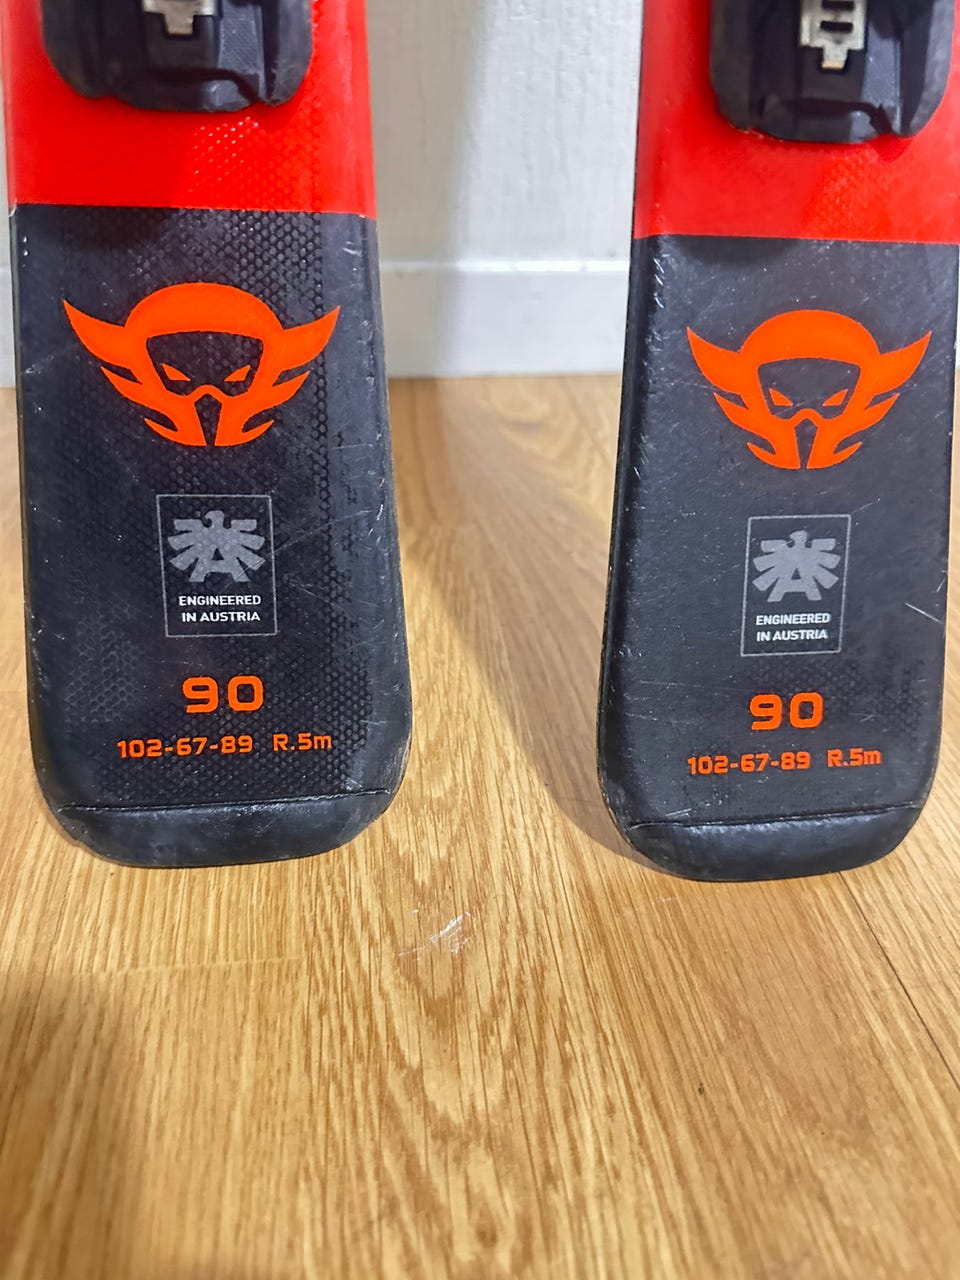 ENGINEERED
IN AUSTRIA
90
102-67-89 R.5m
ENGINEERED
IN AUSTRIA
90
102-67-89 R.5m